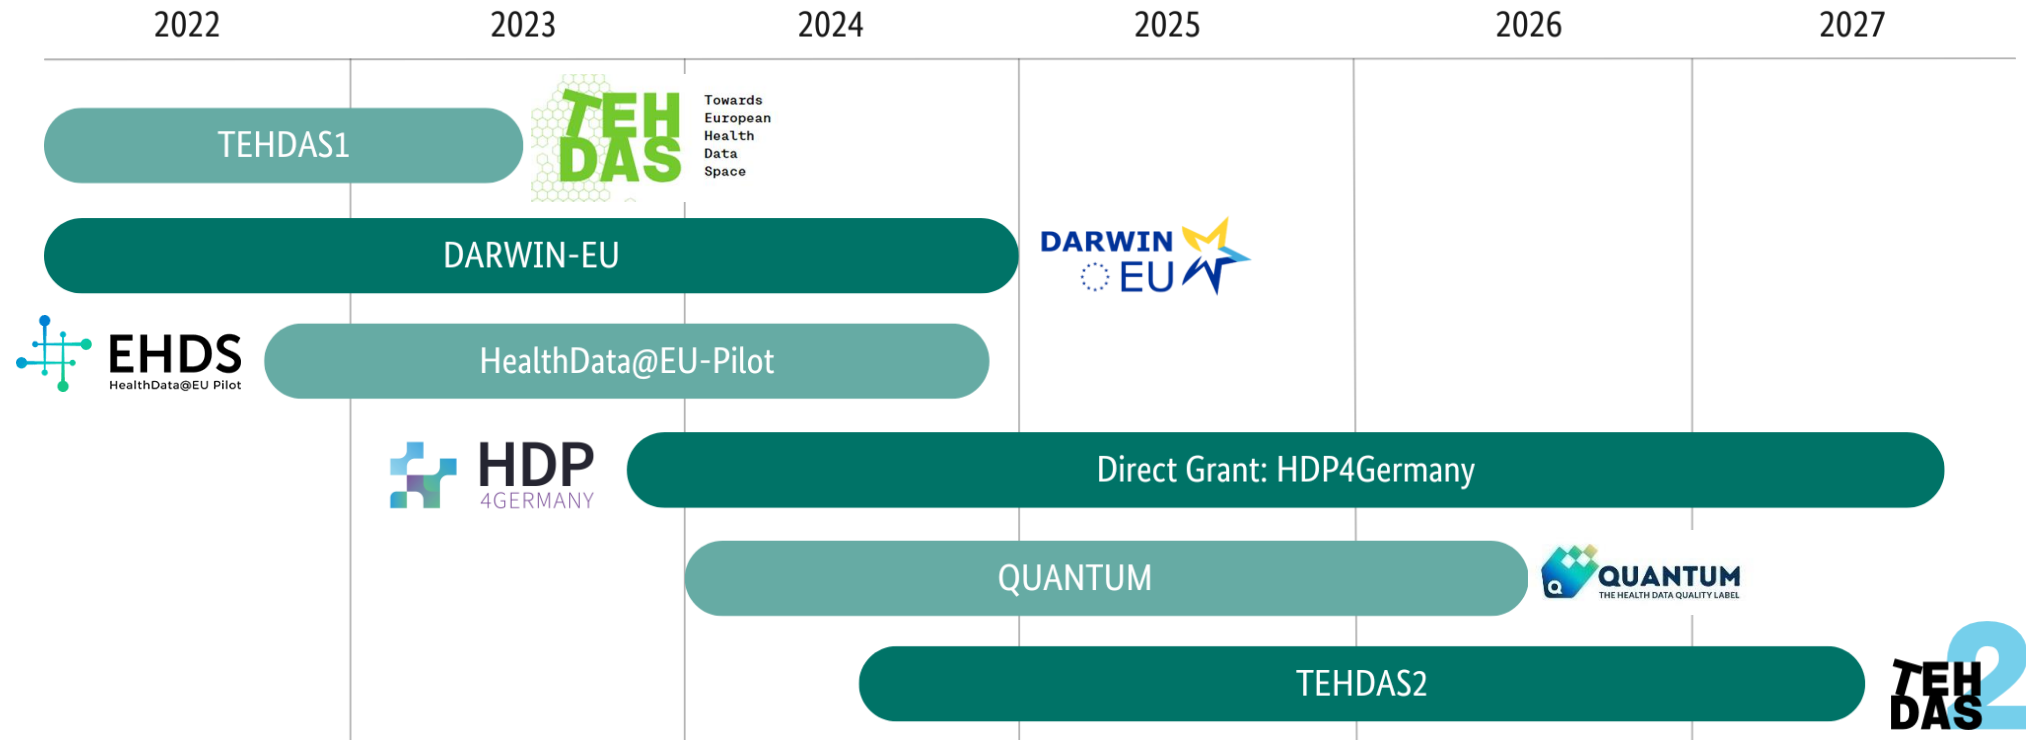 2022
2023
2024
2025
2026
2027
TEHDAS1
TEH
DAS
Towards
European
Health
Data
Space
DARWIN-EU
DARWIN
EU
EHDS
HealthData@EU Pilot
HealthData@EU-Pilot
HDP
4GERMANY
Direct Grant: HDP4Germany
QUANTUM
Q
QUANTUM
THE HEALTH DATA QUALITY LABEL
TEHDAS2
TEH
DAS
2